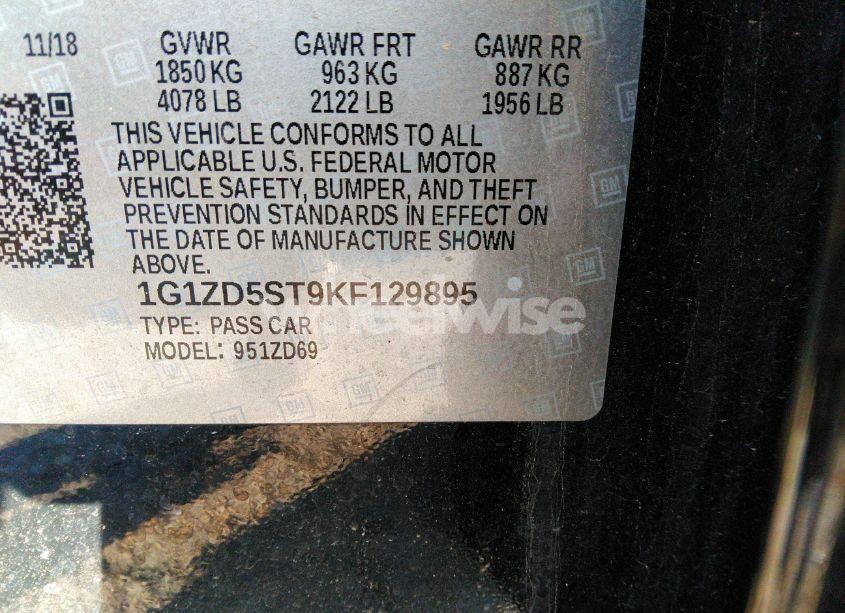 11/18 GVWR GAWR FRT GAWR RR
1850 KG 963 KG 887 KG
4078 LB 2122 LB 1956 LB
THIS VEHICLE CONFORMS TO ALL
APPLICABLE U.S. FEDERAL MOTOR
VEHICLE SAFETY, BUMPER, AND THEFT
PREVENTION STANDARDS IN EFFECT ON
THE DATE OF MANUFACTURE SHOWN
ABOVE.
1G1ZD5ST9KF129895
TYPE: PASS CAR
MODEL: 951ZD69
GM